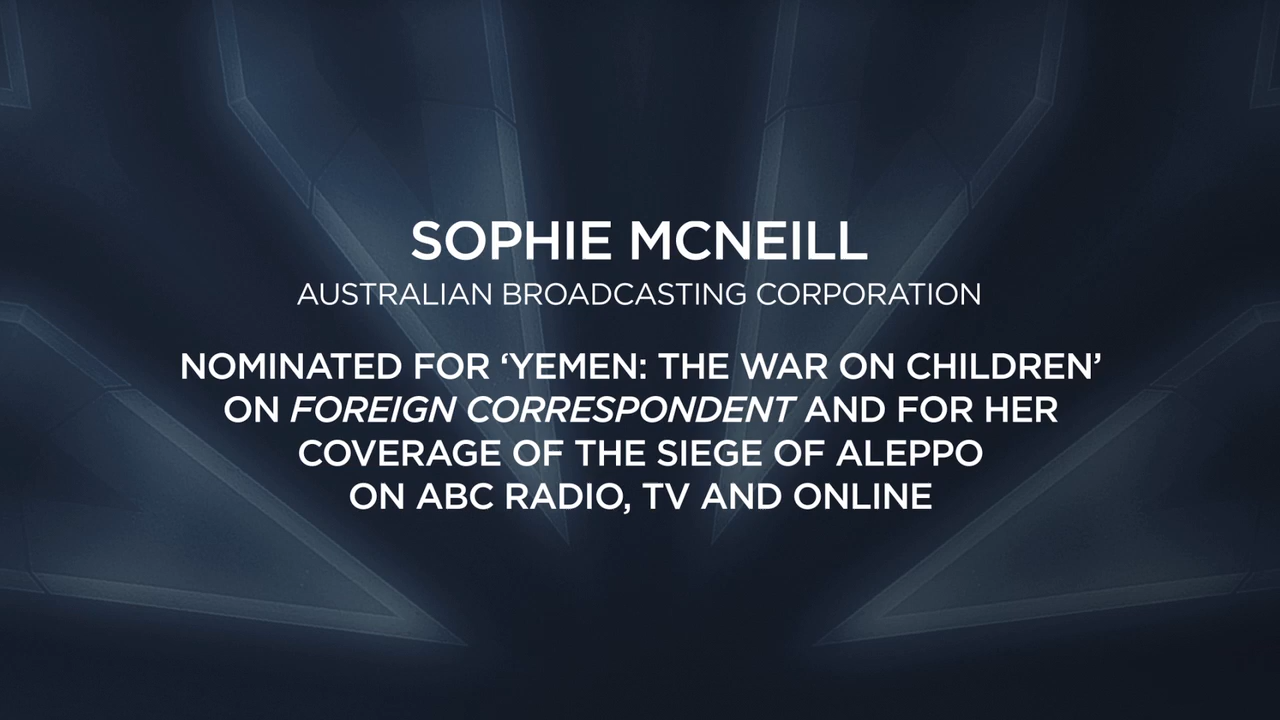 SOPHIE MCNEILL
AUSTRALIAN BROADCASTING CORPORATION
NOMINATED FOR ‘YEMEN: THE WAR ON CHILDREN’
ON FOREIGN CORRESPONDENT AND FOR HER
COVERAGE OF THE SIEGE OF ALEPPO
ON ABC RADIO, TV AND ONLINE